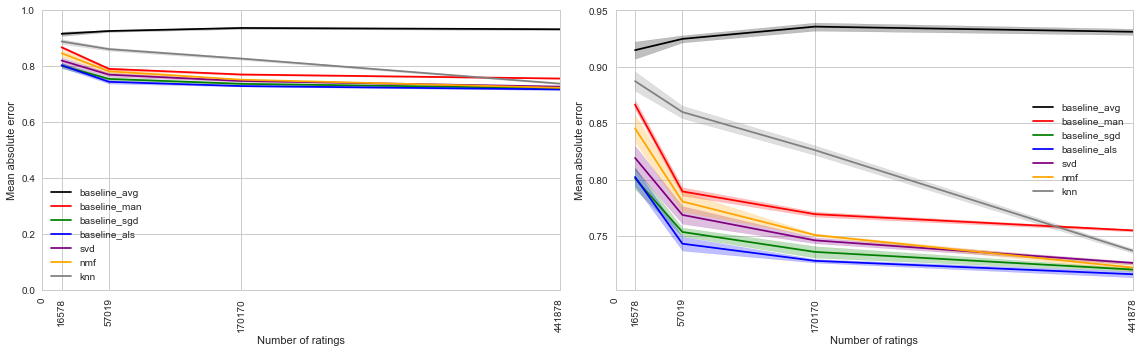 1.0
0.8
0.6
0.4
0.2
0.0
Mean absolute error
baseline_avg
baseline_man
baseline_sgd
baseline_als
svd
nmf
knn
0
16578
57019
170170
441878
Number of ratings
0.95
0.90
0.85
0.80
0.75
Mean absolute error
baseline_avg
baseline_man
baseline_sgd
baseline_als
svd
nmf
knn
0
16578
57019
170170
441878
Number of ratings